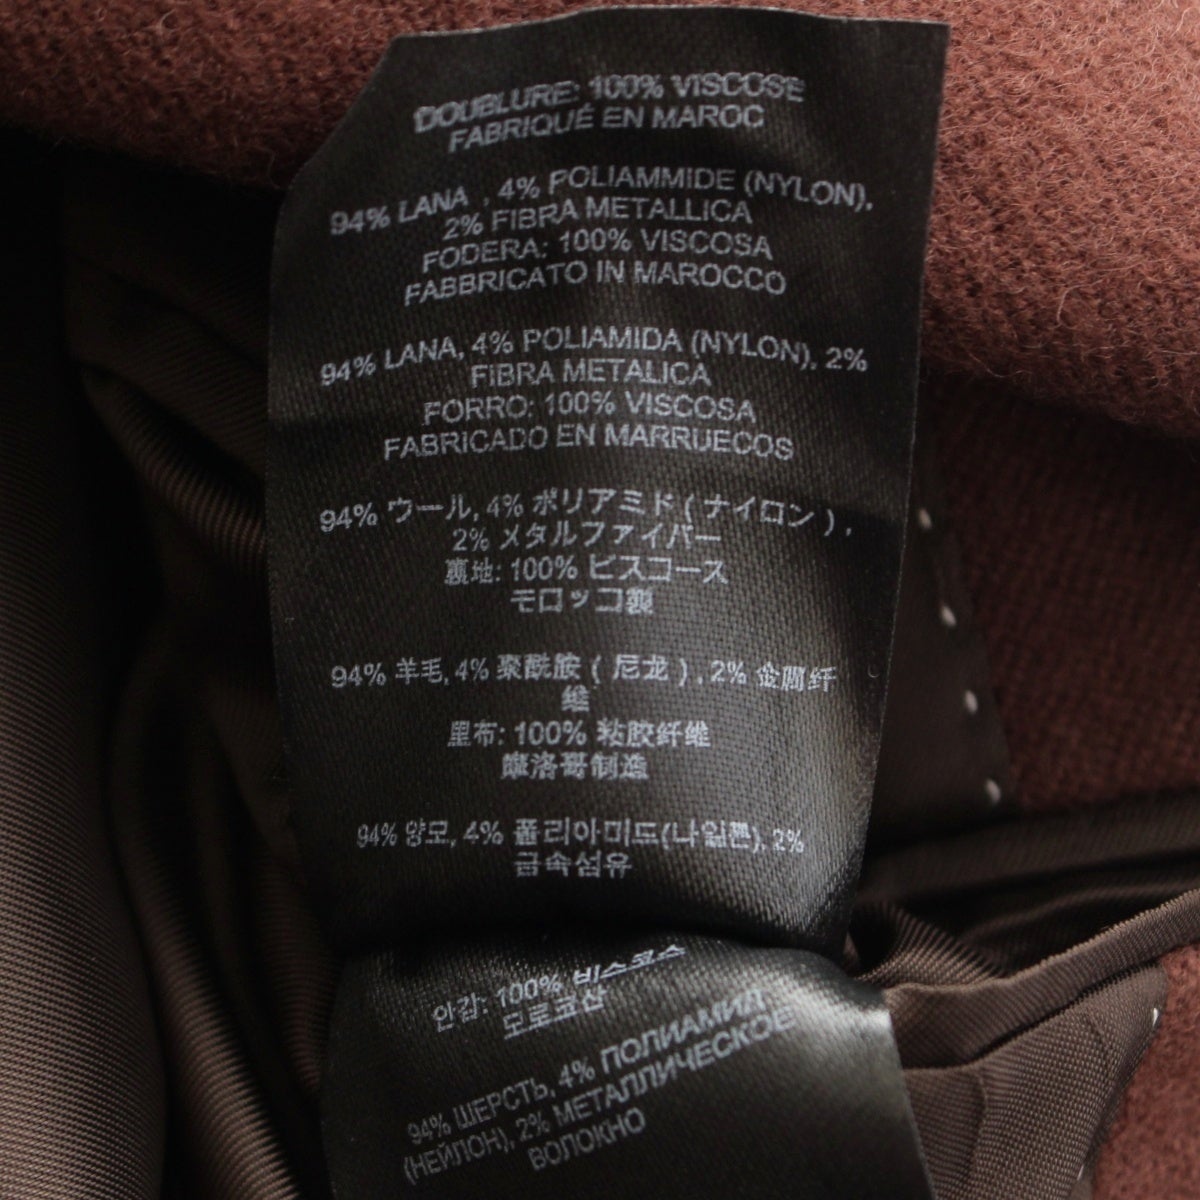 DOUBLURE: 100% VISCOSE
FABRIQUÉ EN MAROC
94% LANA , 4% POLIAMMIDE (NYLON),
2% FIBRA METALLICA
FODERA: 100% VISCOSA
FABBRICATO IN MAROCCO
94% LANA, 4% POLIAMIDA (NYLON), 2%
FIBRA METALICA
FORRO: 100% VISCOSA
FABRICADO EN MARRUECOS
94% ウール, 4% ポリアミド ( ナイロン ) ,
2% メタルファイバー
裏地: 100% ビスコース
モロッコ製
94% 羊毛, 4% 聚酰胺 ( 尼龙 ) , 2% 金属纤
维
里布: 100% 粘胶纤维
摩洛哥制造
94% 양모, 4% 폴리아미드(나일론), 2%
금속섬유
안감: 100% 비스코스
모로코산
94% ШЕРСТЬ, 4% ПОЛИАМИД
(НЕЙЛОН), 2% МЕТАЛЛИЧЕСКОЕ
ВОЛОКНО